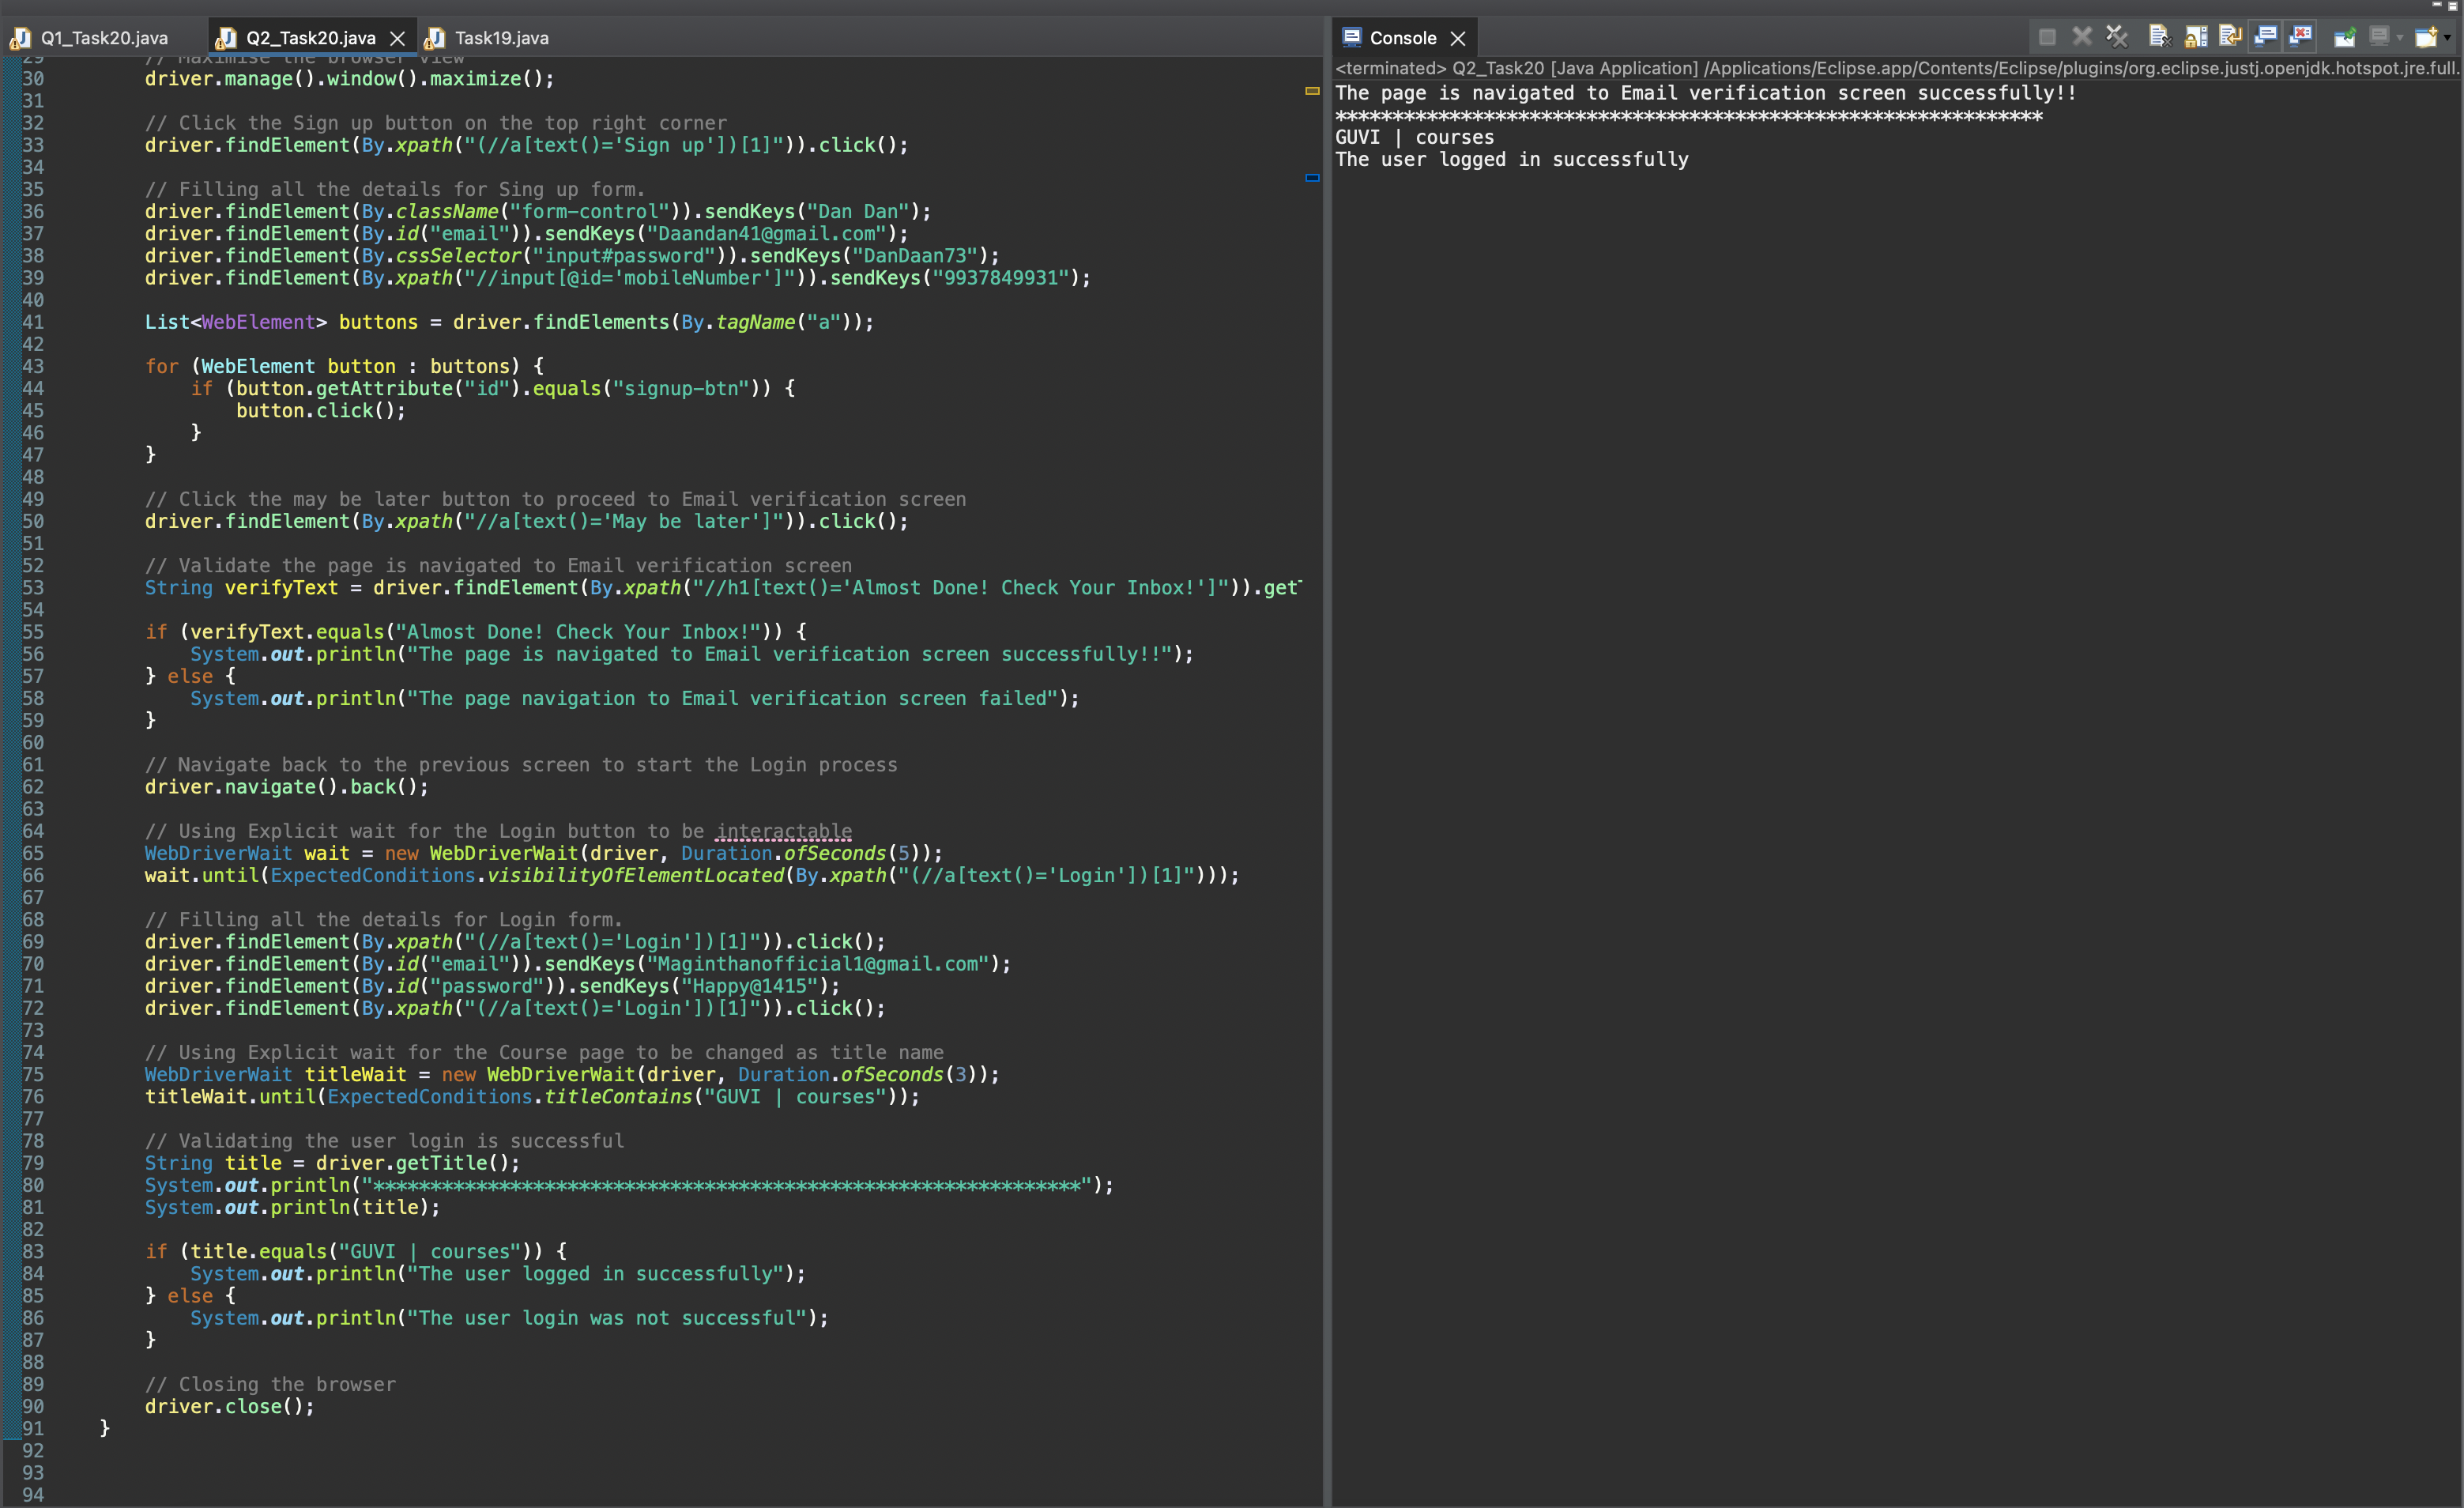 Q1_Task20.java
Q2_Task20.java
Task19.java
29 // Maximise the browser view
30 driver.manage().window().maximize();
31
32 // Click the Sign up button on the top right corner
33 driver.findElement(By.xpath("(//a[text()='Sign up'])[1]")).click();
34
35 // Filling all the details for Sing up form.
36 driver.findElement(By.className("form-control")).sendKeys("Dan Dan");
37 driver.findElement(By.id("email")).sendKeys("Daandan41@gmail.com");
38 driver.findElement(By.cssSelector("input#password")).sendKeys("DanDaan73");
39 driver.findElement(By.xpath("//input[@id='mobileNumber']")).sendKeys("9937849931");
40
41 List<WebElement> buttons = driver.findElements(By.tagName("a"));
42
43 for (WebElement button : buttons) {
44 if (button.getAttribute("id").equals("signup-btn")) {
45 button.click();
46 }
47 }
48
49 // Click the may be later button to proceed to Email verification screen
50 driver.findElement(By.xpath("//a[text()='May be later']")).click();
51
52 // Validate the page is navigated to Email verification screen
53 String verifyText = driver.findElement(By.xpath("//h1[text()='Almost Done! Check Your Inbox!']")).get
54
55 if (verifyText.equals("Almost Done! Check Your Inbox!")) {
56 System.out.println("The page is navigated to Email verification screen successfully!!");
57 } else {
58 System.out.println("The page navigation to Email verification screen failed");
59 }
60
61 // Navigate back to the previous screen to start the Login process
62 driver.navigate().back();
63
64 // Using Explicit wait for the Login button to be interactable
65 WebDriverWait wait = new WebDriverWait(driver, Duration.ofSeconds(5));
66 wait.until(ExpectedConditions.visibilityOfElementLocated(By.xpath("(//a[text()='Login'])[1]")));
67
68 // Filling all the details for Login form.
69 driver.findElement(By.xpath("(//a[text()='Login'])[1]")).click();
70 driver.findElement(By.id("email")).sendKeys("Maginthanofficial1@gmail.com");
71 driver.findElement(By.id("password")).sendKeys("Happy@1415");
72 driver.findElement(By.xpath("(//a[text()='Login'])[1]")).click();
73
74 // Using Explicit wait for the Course page to be changed as title name
75 WebDriverWait titleWait = new WebDriverWait(driver, Duration.ofSeconds(3));
76 titleWait.until(ExpectedConditions.titleContains("GUVI | courses"));
77
78 // Validating the user login is successful
79 String title = driver.getTitle();
80 System.out.println("**************************************************************");
81 System.out.println(title);
82
83 if (title.equals("GUVI | courses")) {
84 System.out.println("The user logged in successfully");
85 } else {
86 System.out.println("The user login was not successful");
87 }
88
89 // Closing the browser
90 driver.close();
91 }
92
93
94
Console
<terminated> Q2_Task20 [Java Application] /Applications/Eclipse.app/Contents/Eclipse/plugins/org.eclipse.justj.openjdk.hotspot.jre.full.
The page is navigated to Email verification screen successfully!!
**************************************************************
GUVI | courses
The user logged in successfully